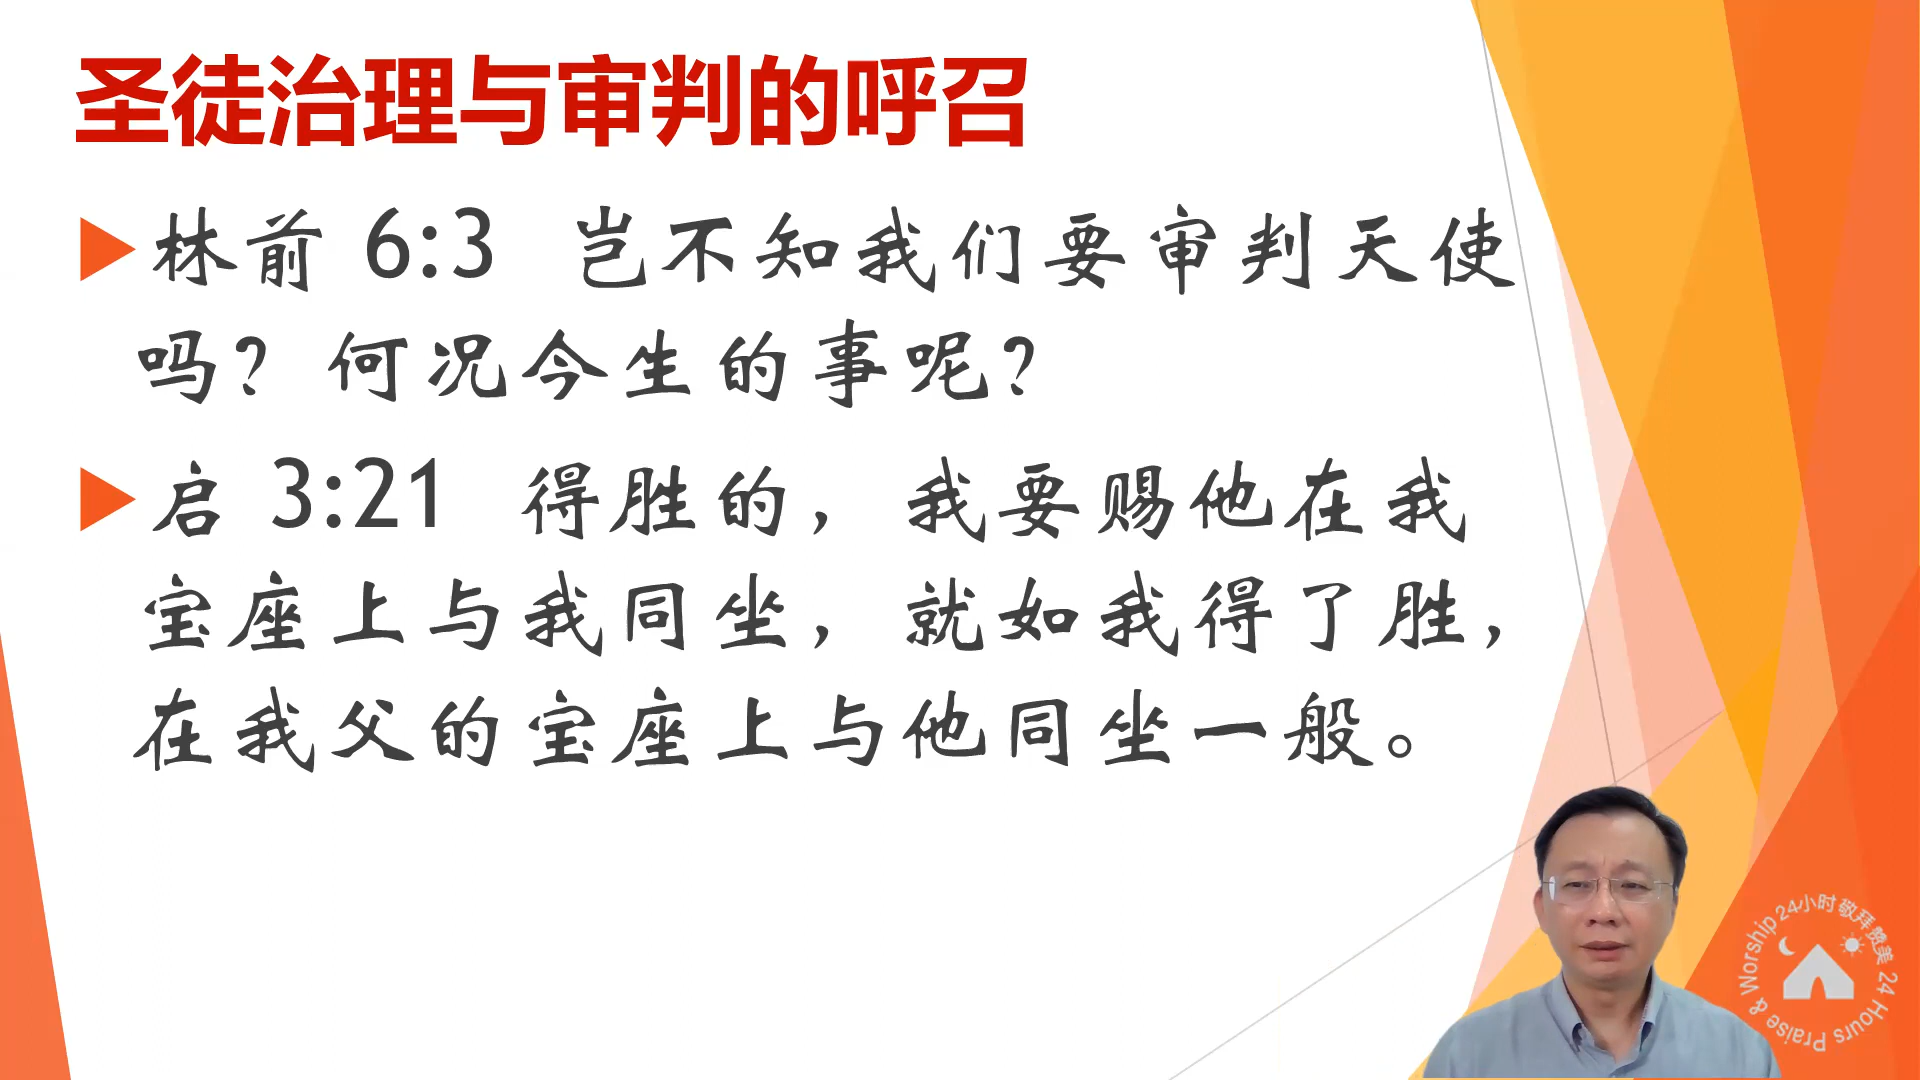 圣徒治理与审判的呼召
林前 6:3 岂不知我们要审判天使
吗？何况今生的事呢？
启 3:21 得胜的，我要赐他在我
宝座上与我同坐，就如我得了胜，
在我父的宝座上与他同坐一般。
24小时敬拜赞美 24 Hours Praise & Worship